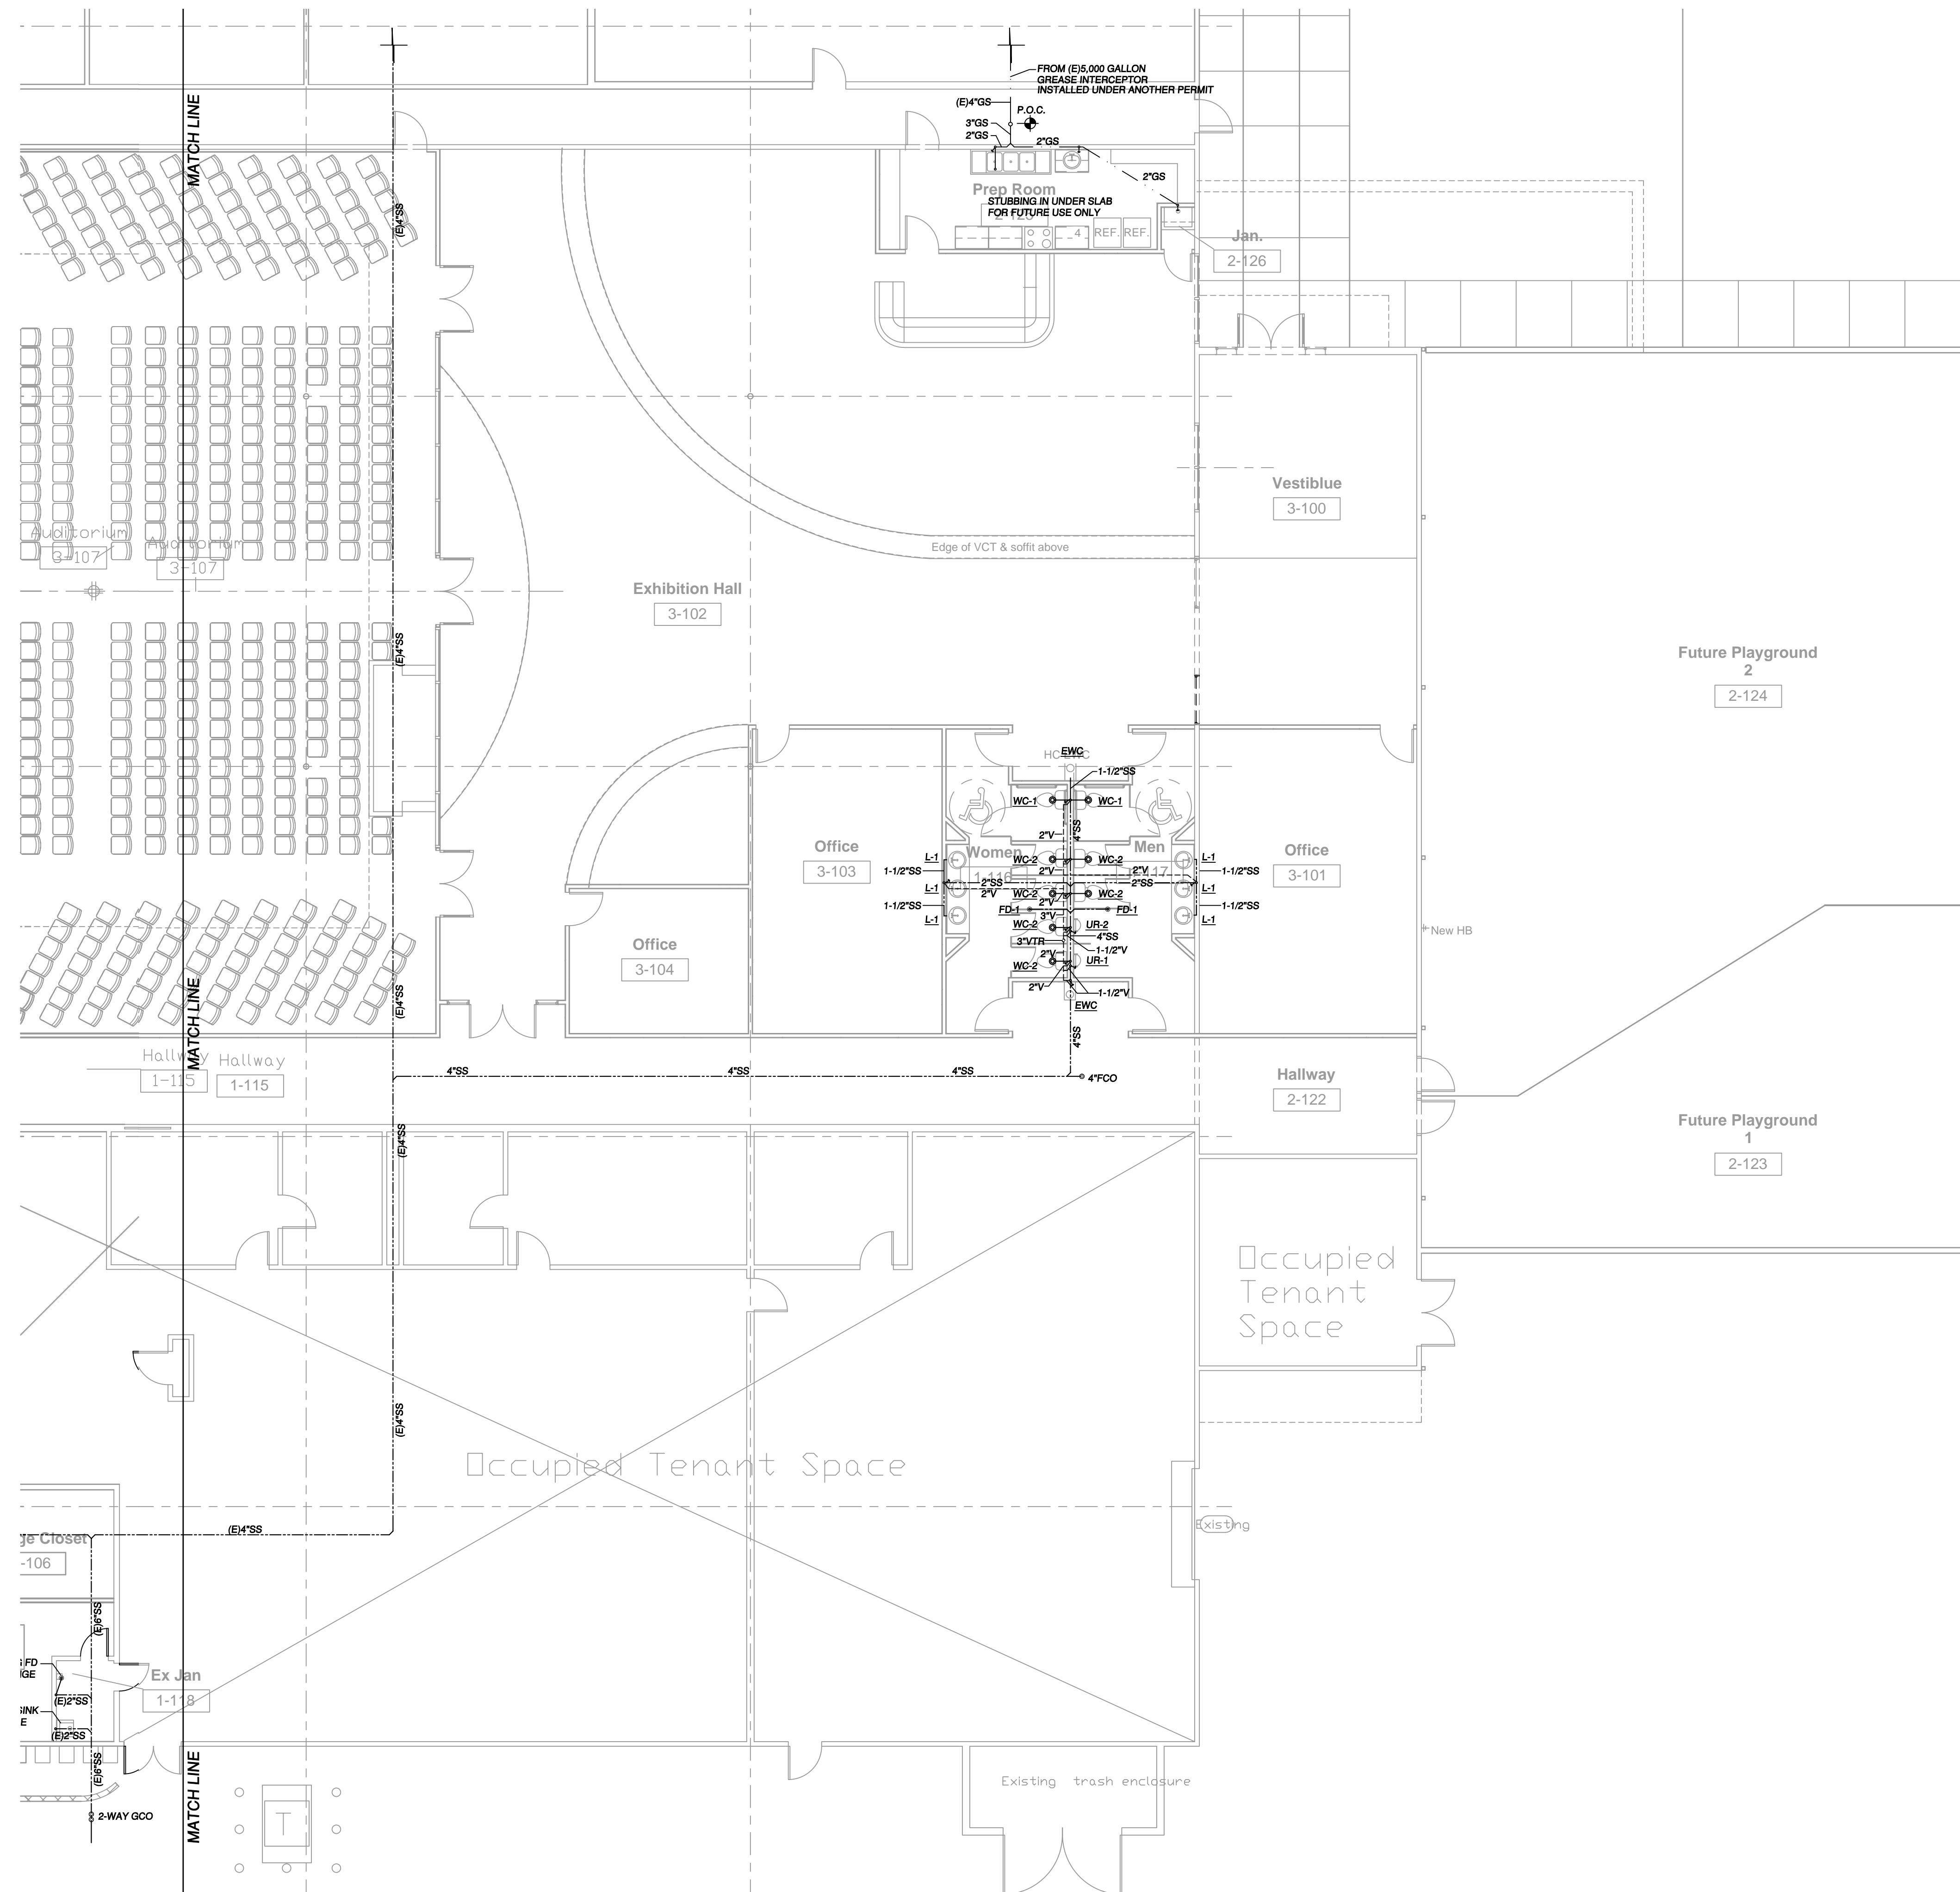 MATCH LINE
FROM (E)5,000 GALLON
GREASE INTERCEPTOR
INSTALLED UNDER ANOTHER PERMIT
(E)4"GS
P.O.C.
3"GS
2"GS
2"GS
2"GS
(E)4"SS
Prep Room
STUBBING IN UNDER SLAB
FOR FUTURE USE ONLY
4
REF.
REF.
Jan.
2-126
Vestiblue
3-100
Auditorium
3-107
Auditorium
3-107
Edge of VCT & soffit above
Exhibition Hall
3-102
(E)4"SS
Future Playground
2
2-124
EWC
1-1/2"SS
WC-1
WC-1
2"V
4"SS
Office
3-103
Women
1-116
Men
Office
3-101
L-1
WC-2
WC-2
L-1
1-1/2"SS
2"V
2"V
1-1/2"SS
2"SS
2"SS
L-1
2"V
WC-2
WC-2
L-1
2"V
1-1/2"SS
FD-1
FD-1
1-1/2"SS
L-1
3"V
L-1
WC-2
UR-2
4"SS
3"VTR
1-1/2"V
2"V
WC-2
UR-1
2"V
1-1/2"V
EWC
New HB
Office
3-104
(E)4"SS
MATCH LINE
4"SS
Hallway
1-115
Hallway
1-115
4"SS
4"SS
4"SS
4"FCO
Hallway
2-122
Future Playground
1
2-123
(E)4"SS
Occupied
Tenant
Space
(E)4"SS
Occupied Tenant Space
(E)4"SS
Existing
Closet
-106
(E)6"SS
FD
Ex Jan
1-118
(E)2"SS
SINK
(E)2"SS
(E)6"SS
MATCH LINE
2-WAY GCO
T
Existing trash enclosure